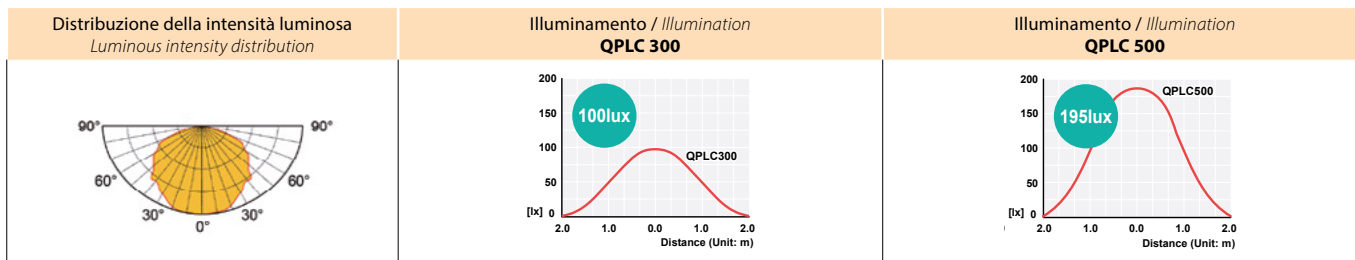 Distribuzione della intensità luminosa
Luminous intensity distribution
Illuminamento / Illumination
QPLC 300
Illuminamento / Illumination
QPLC 500
90°
90°
60°
60°
30°
30°
0°
200
150
100
50
[lx] 0
100lux
QPLC300
2.0 1.0 0.0 1.0 2.0
Distance (Unit: m)
200
150
100
50
[lx] 0
195lux
QPLC500
2.0 1.0 0.0 1.0 2.0
Distance (Unit: m)